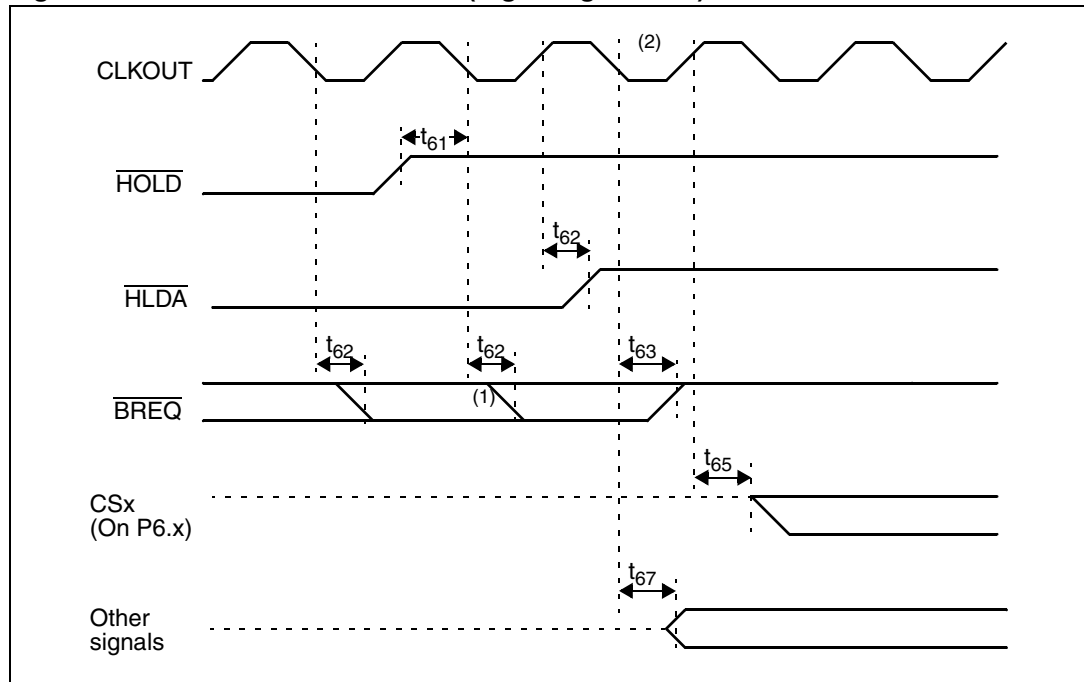 (2)
CLKOUT
t61
HOLD
t62
HLDA
t62
t62
t63
(1)
BREQ
t65
CSx
(On P6.x)
t67
Other
signals